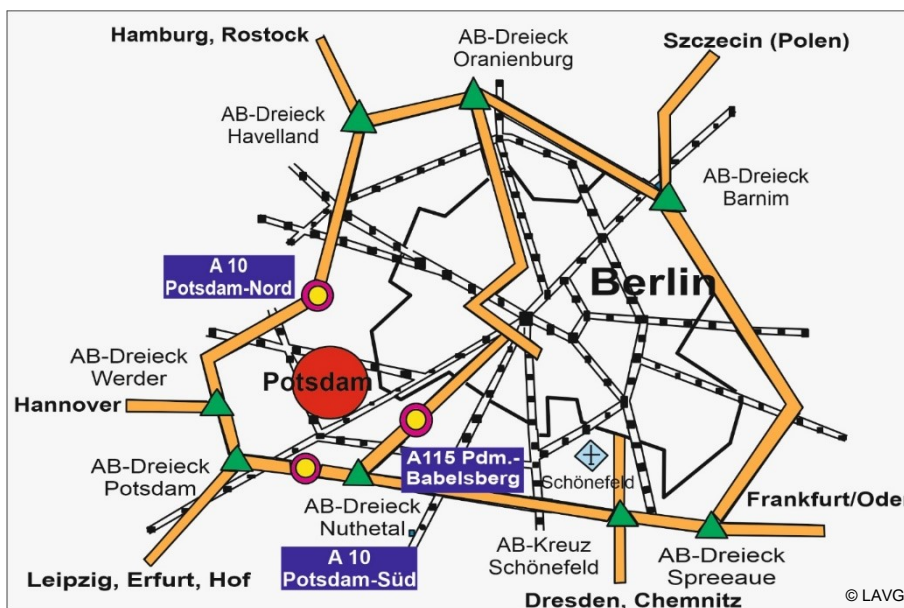 Hamburg, Rostock
AB-Dreieck
Oranienburg
Szczecin (Polen)
AB-Dreieck
Havelland
AB-Dreieck
Barnim
A 10
Potsdam-Nord
Berlin
AB-Dreieck
Werder
Potsdam
Hannover
AB-Dreieck
Potsdam
A115 Pdm.-
Babelsberg
Schönefeld
AB-Dreieck
Nuthetal
Frankfurt/Oder
A 10
Potsdam-Süd
AB-Kreuz
Schönefeld
AB-Dreieck
Spreeaue
Leipzig, Erfurt, Hof
Dresden, Chemnitz
© LAVG